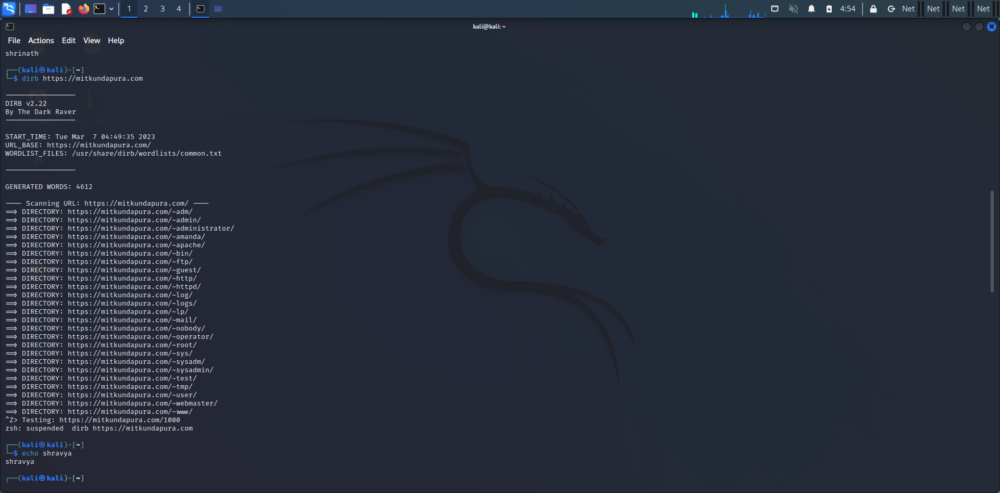 1 2 3 4 4:54 Net Net Net Net
kali@kali: ~
File Actions Edit View Help
shrinath
┌──(kali㉿kali)-[~]
└─$ dirb https://mitkundapura.com
-----------------
DIRB v2.22
By The Dark Raver
-----------------
START_TIME: Tue Mar  7 04:49:35 2023
URL_BASE: https://mitkundapura.com/
WORDLIST_FILES: /usr/share/dirb/wordlists/common.txt
-----------------
GENERATED WORDS: 4612
---- Scanning URL: https://mitkundapura.com/ ----
==> DIRECTORY: https://mitkundapura.com/~adm/
==> DIRECTORY: https://mitkundapura.com/~admin/
==> DIRECTORY: https://mitkundapura.com/~administrator/
==> DIRECTORY: https://mitkundapura.com/~amanda/
==> DIRECTORY: https://mitkundapura.com/~apache/
==> DIRECTORY: https://mitkundapura.com/~bin/
==> DIRECTORY: https://mitkundapura.com/~ftp/
==> DIRECTORY: https://mitkundapura.com/~guest/
==> DIRECTORY: https://mitkundapura.com/~http/
==> DIRECTORY: https://mitkundapura.com/~httpd/
==> DIRECTORY: https://mitkundapura.com/~log/
==> DIRECTORY: https://mitkundapura.com/~logs/
==> DIRECTORY: https://mitkundapura.com/~lp/
==> DIRECTORY: https://mitkundapura.com/~mail/
==> DIRECTORY: https://mitkundapura.com/~nobody/
==> DIRECTORY: https://mitkundapura.com/~operator/
==> DIRECTORY: https://mitkundapura.com/~root/
==> DIRECTORY: https://mitkundapura.com/~sys/
==> DIRECTORY: https://mitkundapura.com/~sysadm/
==> DIRECTORY: https://mitkundapura.com/~sysadmin/
==> DIRECTORY: https://mitkundapura.com/~test/
==> DIRECTORY: https://mitkundapura.com/~tmp/
==> DIRECTORY: https://mitkundapura.com/~user/
==> DIRECTORY: https://mitkundapura.com/~webmaster/
==> DIRECTORY: https://mitkundapura.com/~www/
^Z> Testing: https://mitkundapura.com/1000
zsh: suspended  dirb https://mitkundapura.com
┌──(kali㉿kali)-[~]
└─$ echo shravya
shravya
┌──(kali㉿kali)-[~]